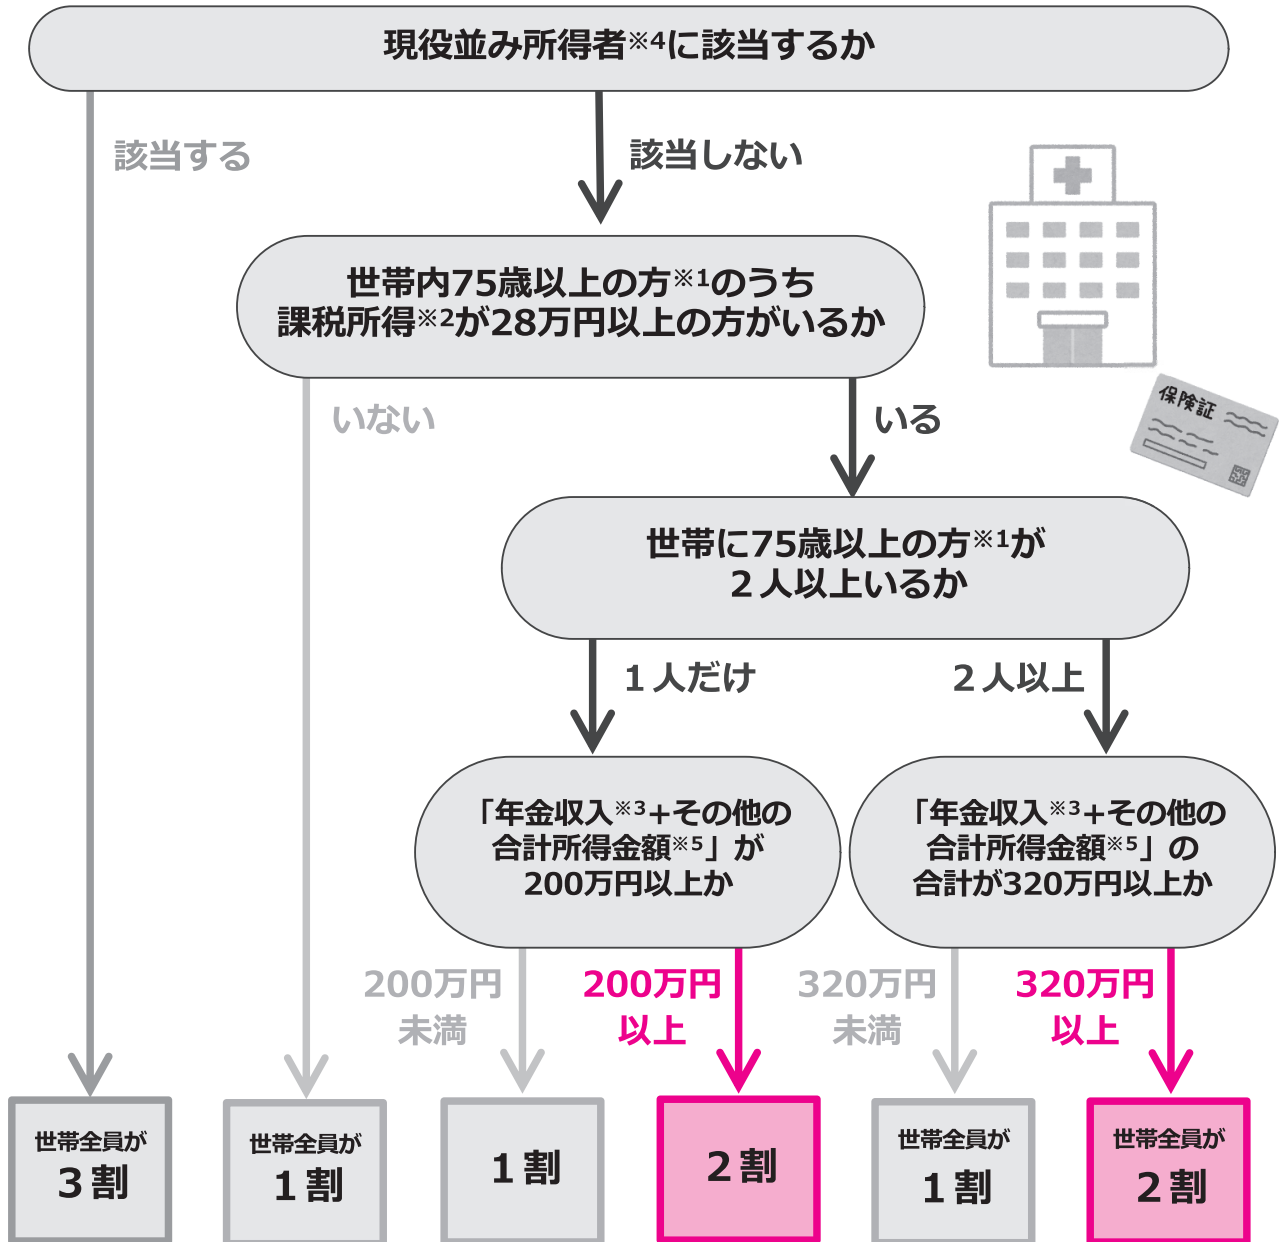 現役並み所得者※4に該当するか
該当する
該当しない
世帯内75歳以上の方※1のうち
課税所得※2が28万円以上の方がいるか
保険証
いない
いる
世帯に75歳以上の方※1が
２人以上いるか
１人だけ
２人以上
「年金収入※3+その他の
合計所得金額※5」が
200万円以上か
「年金収入※3+その他の
合計所得金額※5」の
合計が320万円以上か
200万円
未満
200万円
以上
320万円
未満
320万円
以上
世帯全員が
３割
世帯全員が
１割
１割
２割
世帯全員が
１割
世帯全員が
２割